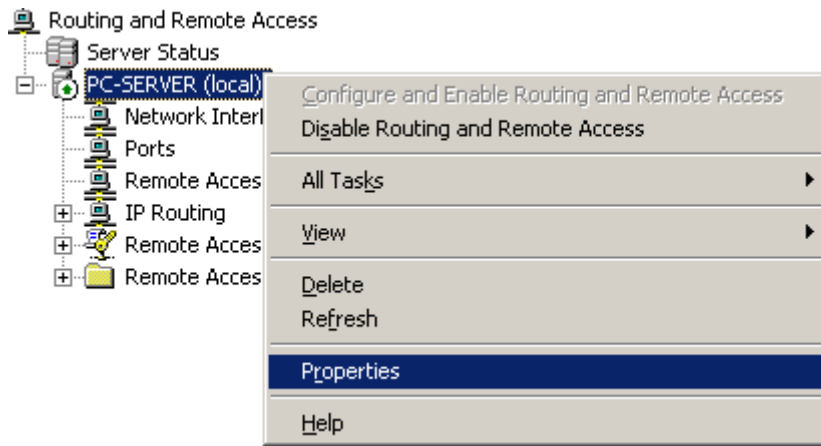 Routing and Remote Access
Server Status
PC-SERVER (local)
Network Interf
Ports
Remote Acces
IP Routing
Remote Acces
Remote Acces
Configure and Enable Routing and Remote Access
Disable Routing and Remote Access
All Tasks
View
Delete
Refresh
Properties
Help